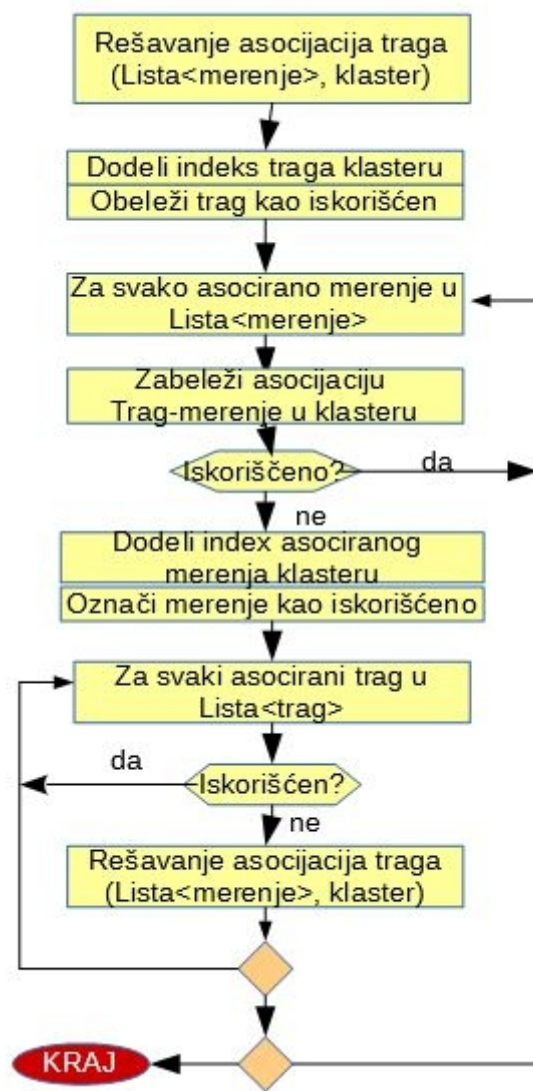 Rešavanje asocijacija traga
(Lista<merenje>, klaster)
Dodeli indeks traga klasteru
Obeleži trag kao iskorišćen
Za svako asocirano merenje u
Lista<merenje>
Zabeleži asocijaciju
Trag-merenje u klasteru
Iskoriščeno?
da
ne
Dodeli index asociranog
merenja klasteru
Označi merenje kao iskorišćeno
Za svaki asocirani trag u
Lista<trag>
da
Iskorišćen?
ne
Rešavanje asocijacija traga
(Lista<merenje>, klaster)
KRAJ